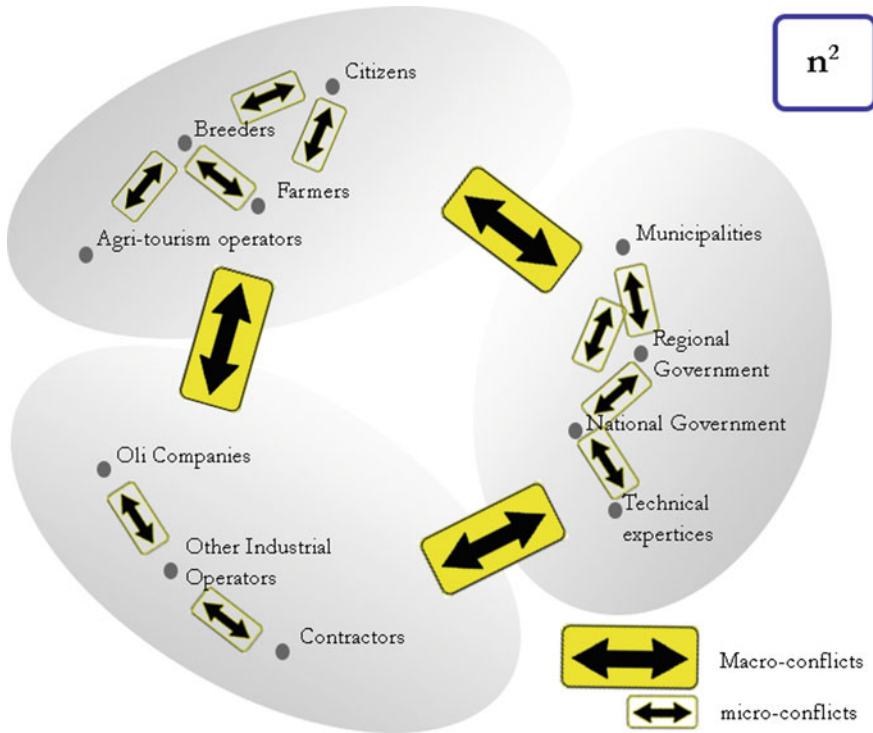 n²
Citizens
Breeders
Farmers
Agri-tourism operators
Municipalities
Regional
Government
National Government
Technical
expertices
Oli Companies
Other Industrial
Operators
Contractors
Macro-conflicts
micro-conflicts